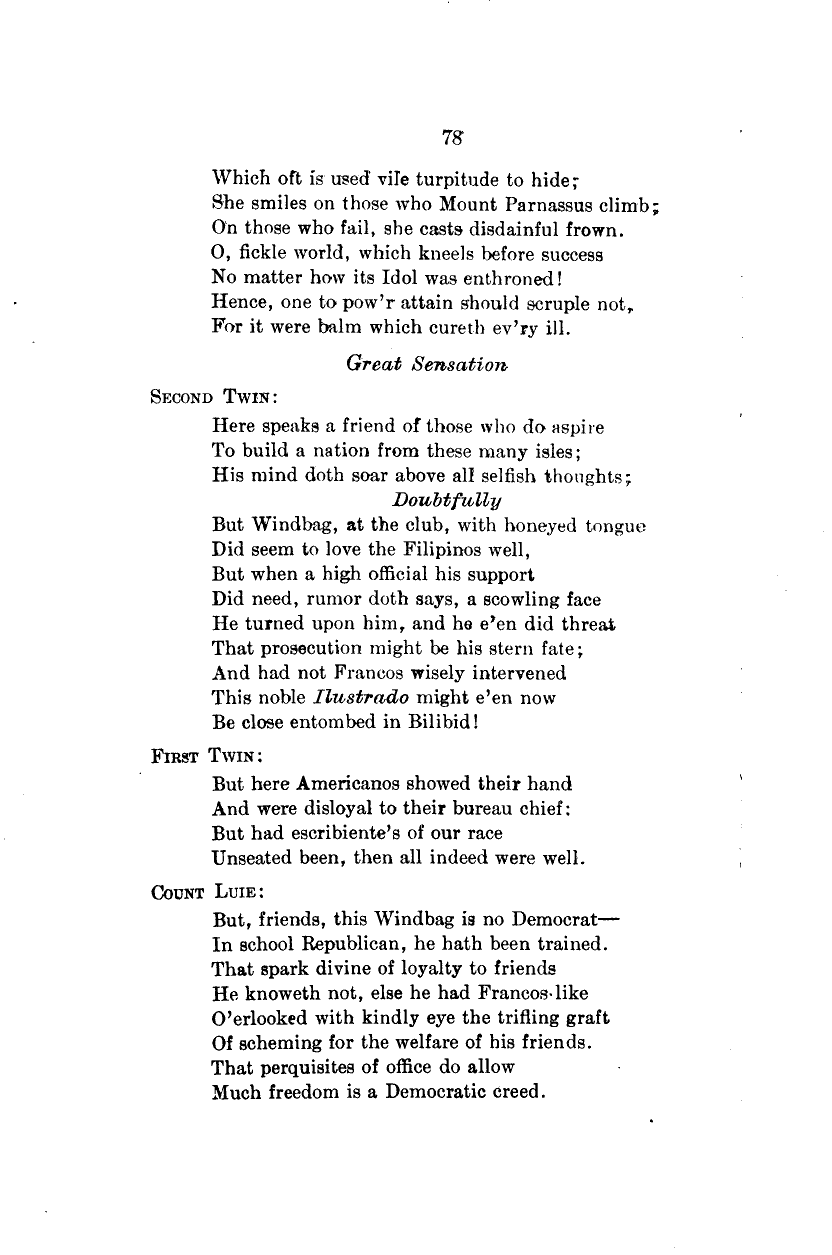 78
Which oft is used vile turpitude to hide;
She smiles on those who Mount Parnassus climb;
On those who fail, she casts disdainful frown.
O, fickle world, which kneels before success
No matter how its Idol was enthroned!
Hence, one to pow'r attain should scruple not,
For it were balm which cureth ev'ry ill.
Great Sensation
SECOND TWIN:
Here speaks a friend of those who do aspire
To build a nation from these many isles;
His mind doth soar above all selfish thoughts;
Doubtfully
But Windbag, at the club, with honeyed tongue
Did seem to love the Filipinos well,
But when a high official his support
Did need, rumor doth says, a scowling face
He turned upon him, and he e'en did threat
That prosecution might be his stern fate;
And had not Francos wisely intervened
This noble Ilustrado might e'en now
Be close entombed in Bilibid!
FIRST TWIN:
But here Americanos showed their hand
And were disloyal to their bureau chief:
But had escribiente's of our race
Unseated been, then all indeed were well.
COUNT LUIE:
But, friends, this Windbag is no Democrat—
In school Republican, he hath been trained.
That spark divine of loyalty to friends
He knoweth not, else he had Francos-like
O'erlooked with kindly eye the trifling graft
Of scheming for the welfare of his friends.
That perquisites of office do allow
Much freedom is a Democratic creed.